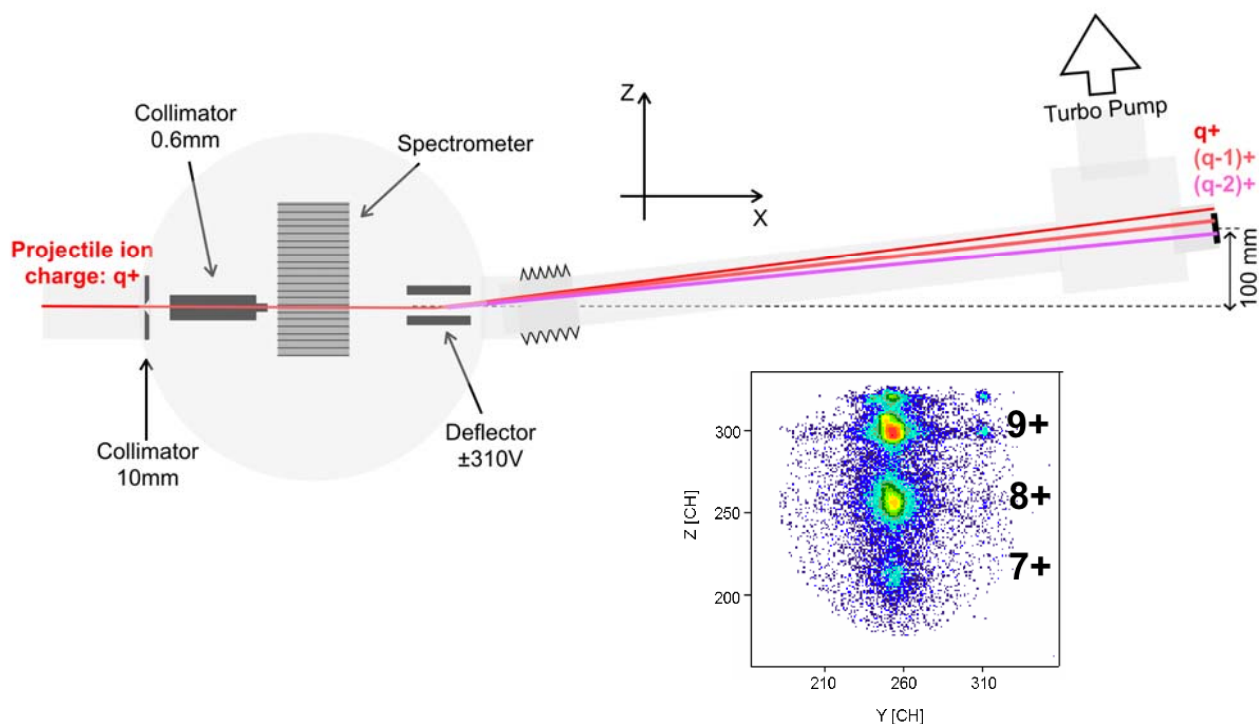 Collimator
0.6mm
Spectrometer
Z
X
Turbo Pump
q+
(q-1)+
(q-2)+
100 mm
Projectile ion
charge: q+
Collimator
10mm
Deflector
±310V
Z [CH]
300
250
200
9+
8+
7+
210
260
310
Y [CH]